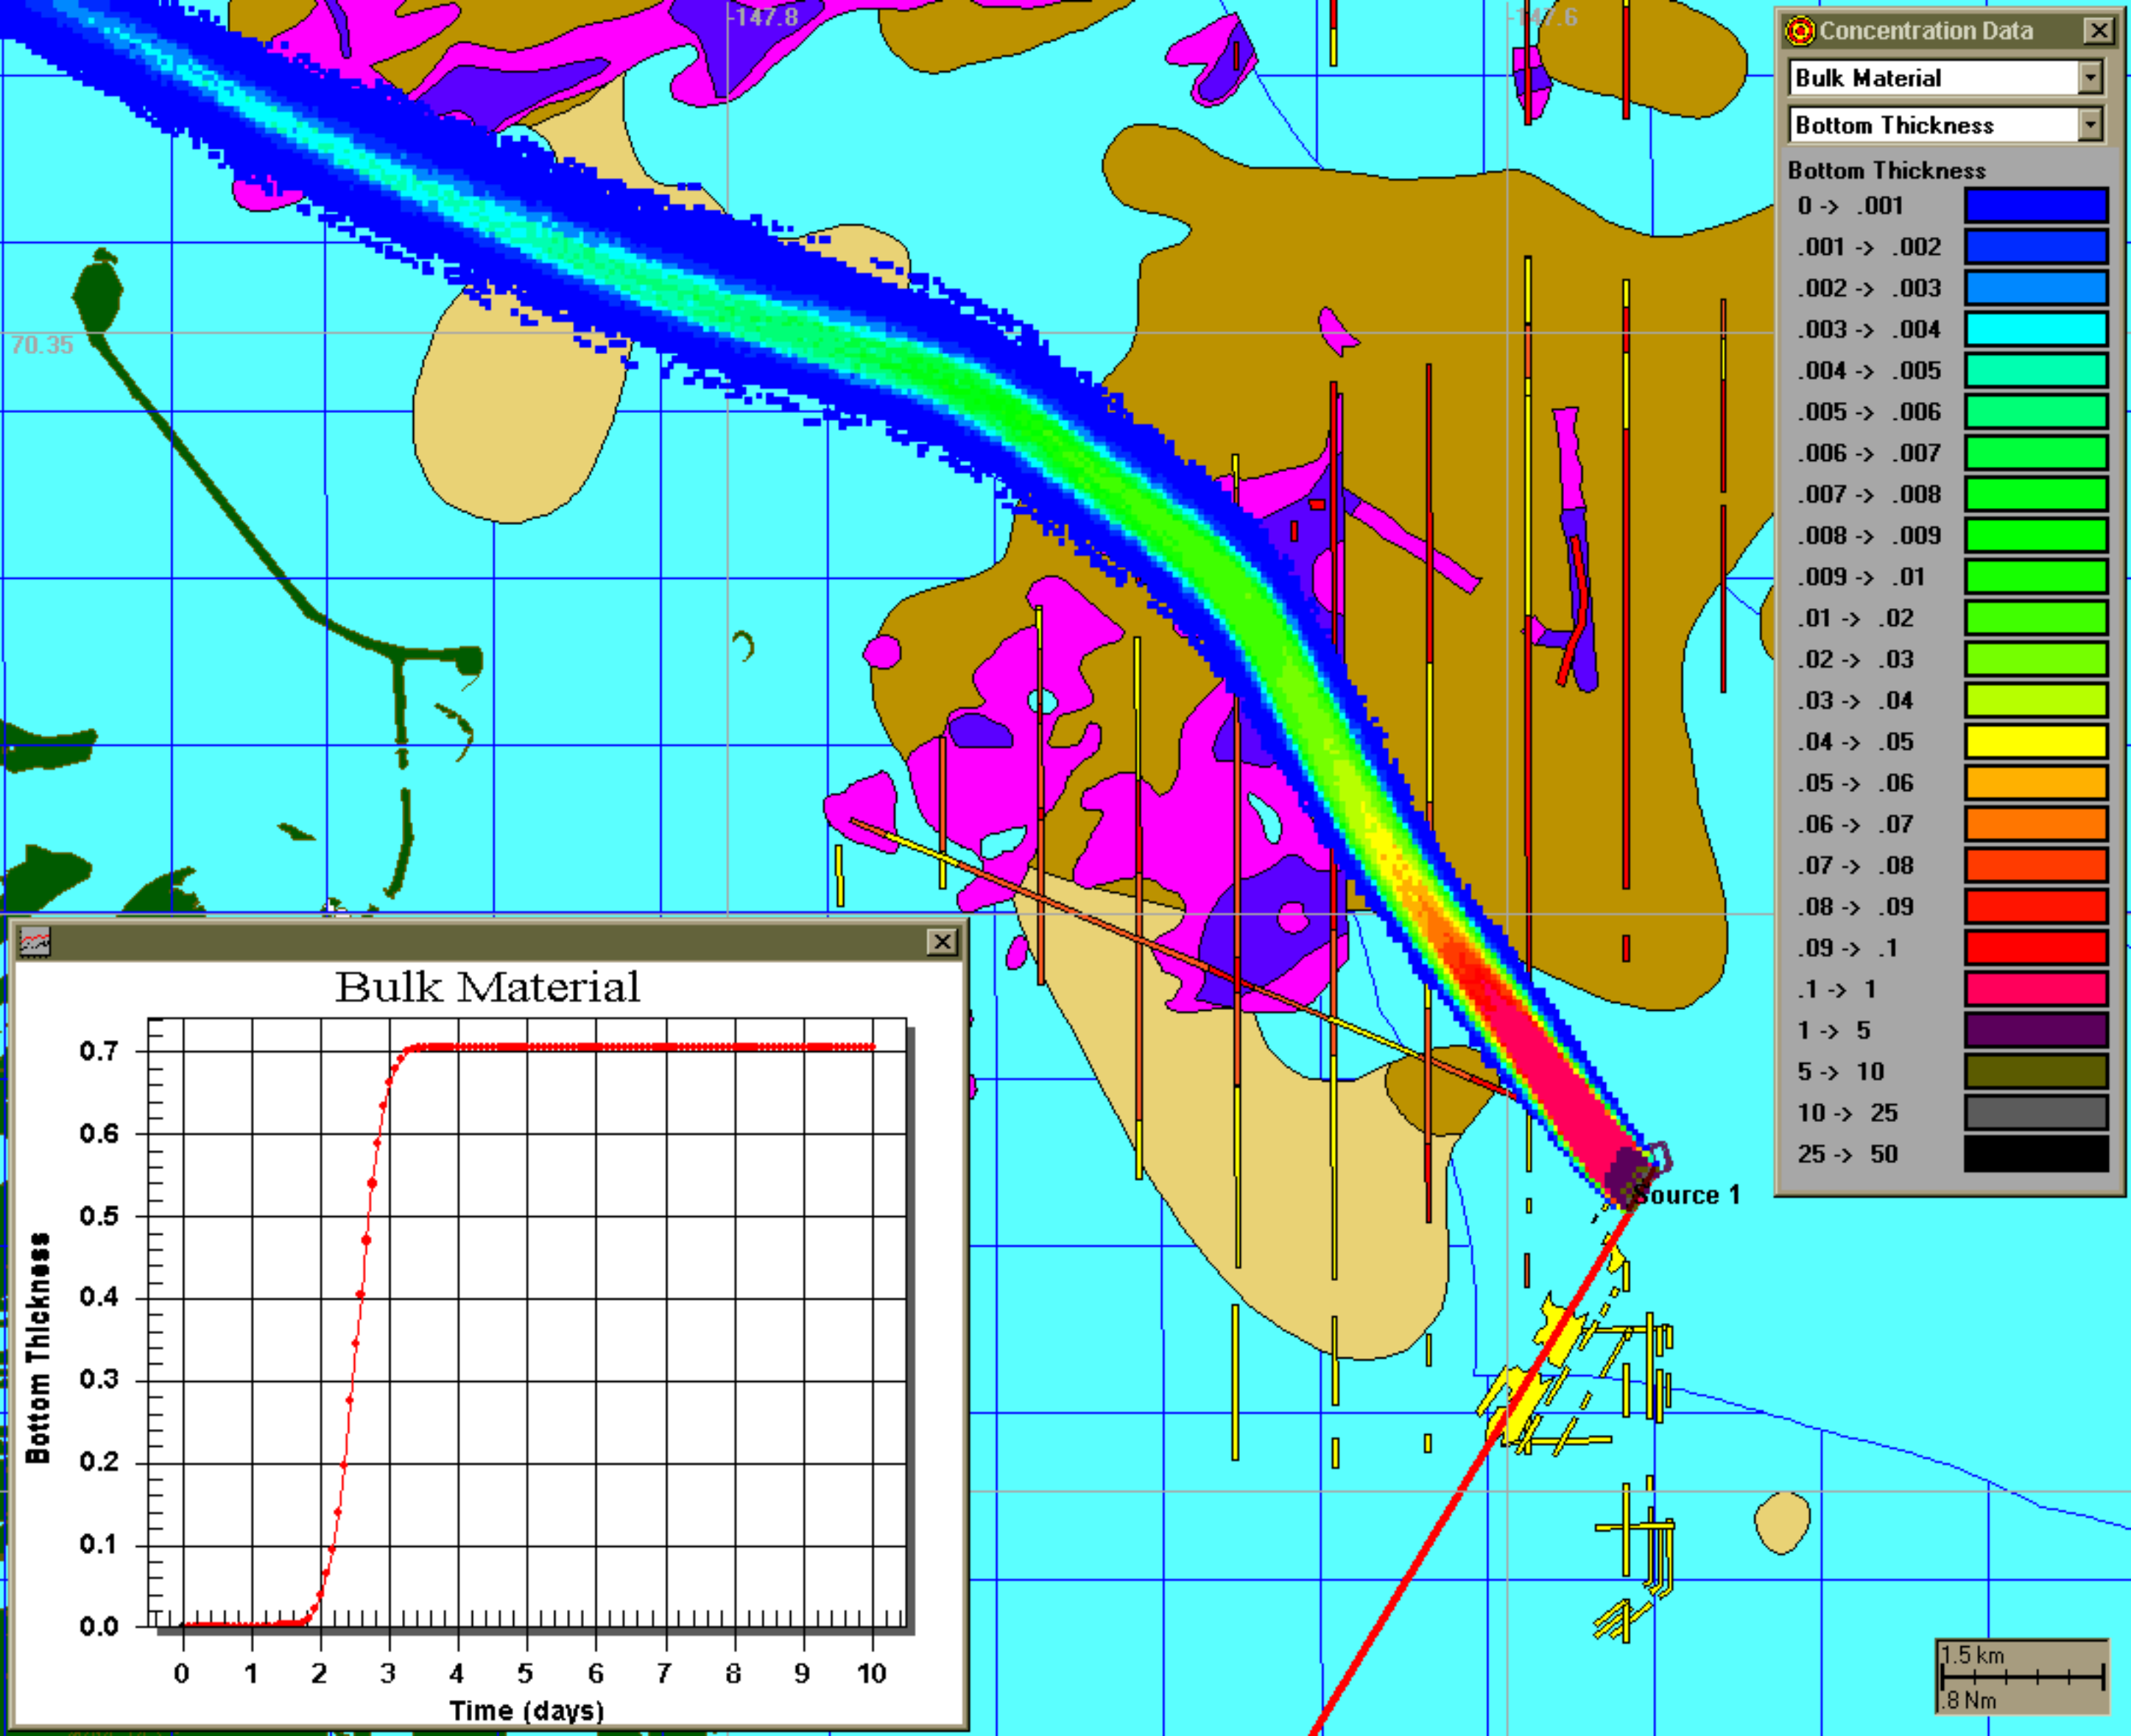 -147.8
-147.6
70.35
Concentration Data
Bulk Material
Bottom Thickness
Bottom Thickness
0 -> .001
.001 -> .002
.002 -> .003
.003 -> .004
.004 -> .005
.005 -> .006
.006 -> .007
.007 -> .008
.008 -> .009
.009 -> .01
.01 -> .02
.02 -> .03
.03 -> .04
.04 -> .05
.05 -> .06
.06 -> .07
.07 -> .08
.08 -> .09
.09 -> .1
.1 -> 1
1 -> 5
5 -> 10
10 -> 25
25 -> 50
Source 1
Bulk Material
Bottom Thickness
0.7
0.6
0.5
0.4
0.3
0.2
0.1
0.0
0 1 2 3 4 5 6 7 8 9 10
Time (days)
1.5 km
.8 Nm